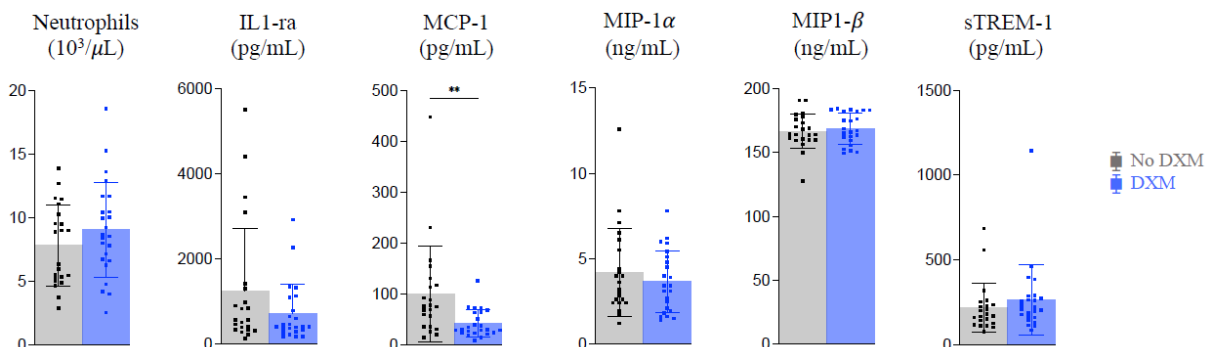 Neutrophils
(10³/μL)
IL1-ra
(pg/mL)
MCP-1
(pg/mL)
MIP-1α
(ng/mL)
MIP1-β
(ng/mL)
sTREM-1
(pg/mL)
20
15
10
5
0
6000
4000
2000
0
500
400
300
200
100
0
**
15
10
5
0
200
150
100
50
0
1500
1000
500
0
No DXM
DXM